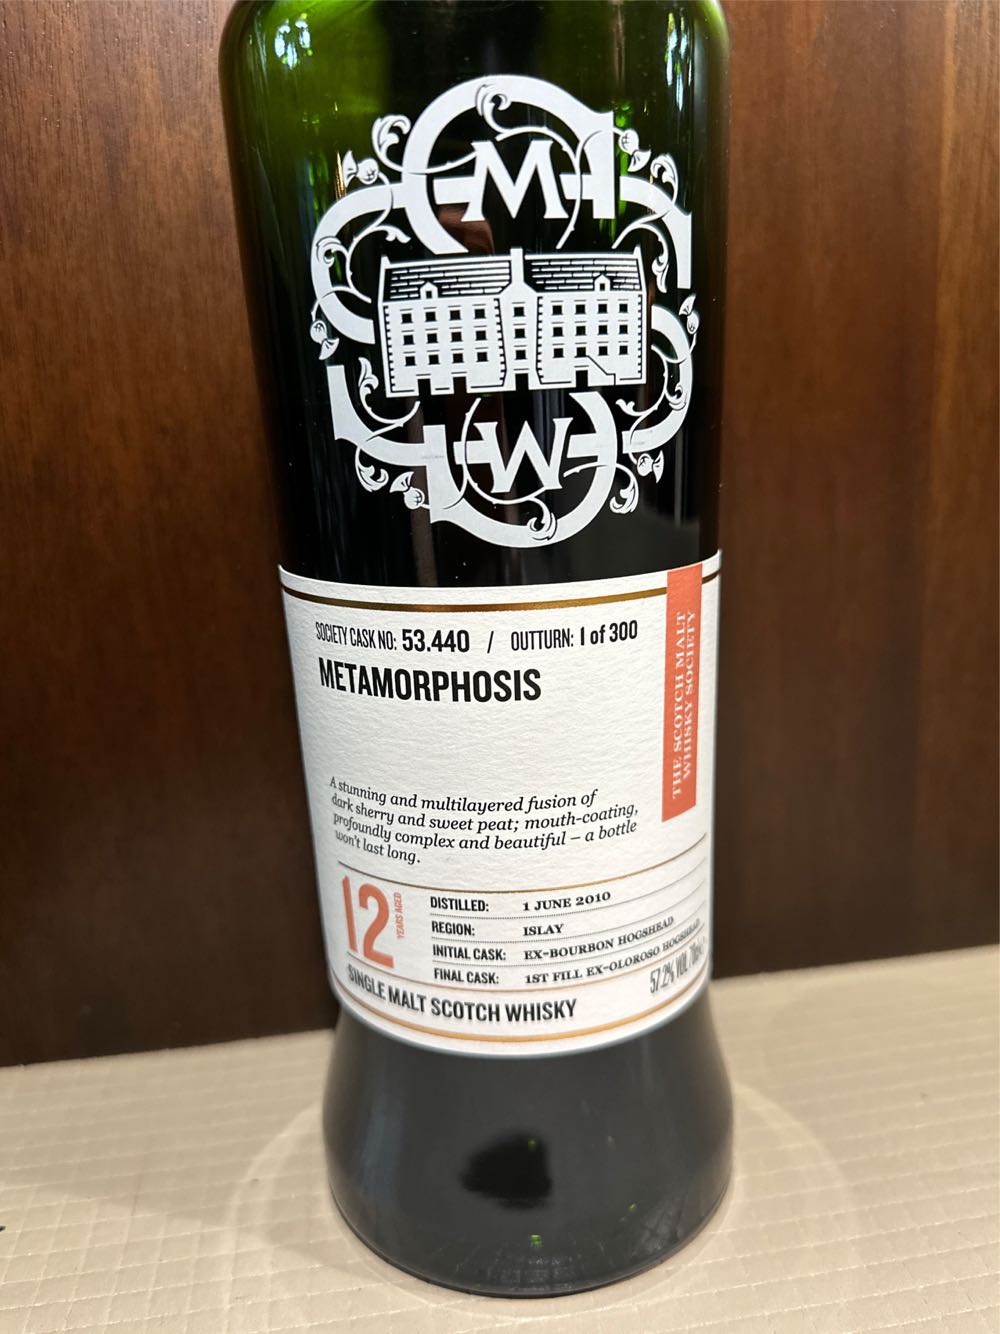 M
W
SOCIETY CASK NO: 53.440 / OUTTURN: 1 of 300
METAMORPHOSIS
THE SCOTCH MALT
WHISKY SOCIETY
A stunning and multilayered fusion of
dark sherry and sweet peat; mouth-coating,
profoundly complex and beautiful – a bottle
won't last long.
12 YEARS AGED
DISTILLED: 1 JUNE 2010
REGION: ISLAY
INITIAL CASK: EX-BOURBON HOGSHEAD
FINAL CASK: 1ST FILL EX-OLOROSO HOGSHEAD
SINGLE MALT SCOTCH WHISKY
57.2% VOL 70cl